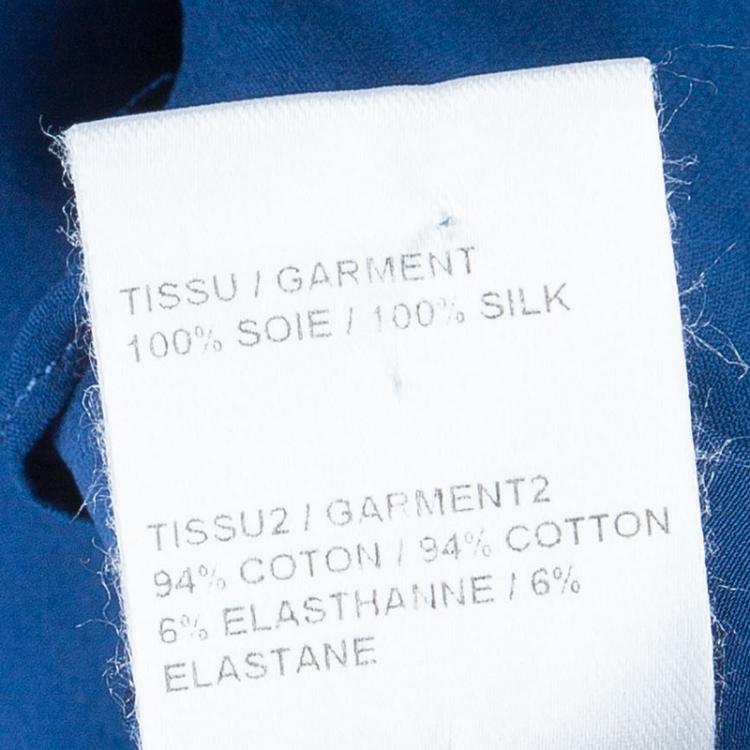 TISSU / GARMENT
100% SOIE / 100% SILK
TISSU2 / GARMENT2
94% COTON / 94% COTTON
6% ELASTHANNE / 6%
ELASTANE